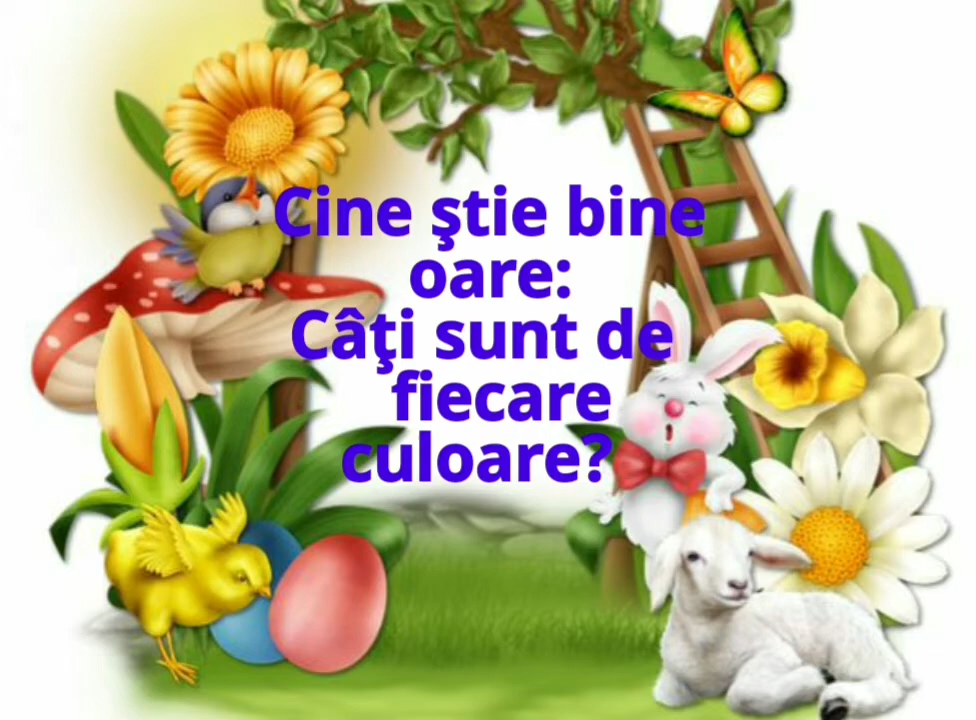 Cine ştie bine
oare:
Câţi sunt de
fiecare
culoare?